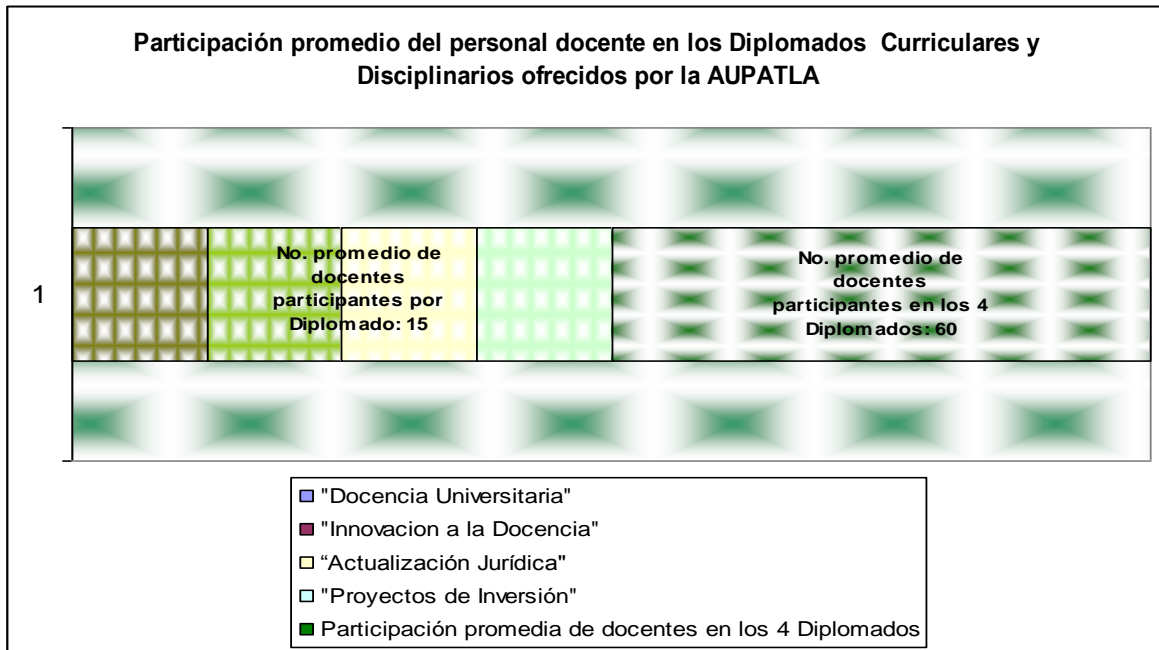 Participación promedio del personal docente en los Diplomados Curriculares y
Disciplinarios ofrecidos por la AUPATLA
1
No. promedio de
docentes
participantes por
Diplomado: 15
No. promedio de
docentes
participantes en los 4
Diplomados: 60
"Docencia Universitaria"
"Innovacion a la Docencia"
“Actualización Jurídica"
"Proyectos de Inversión"
Participación promedia de docentes en los 4 Diplomados